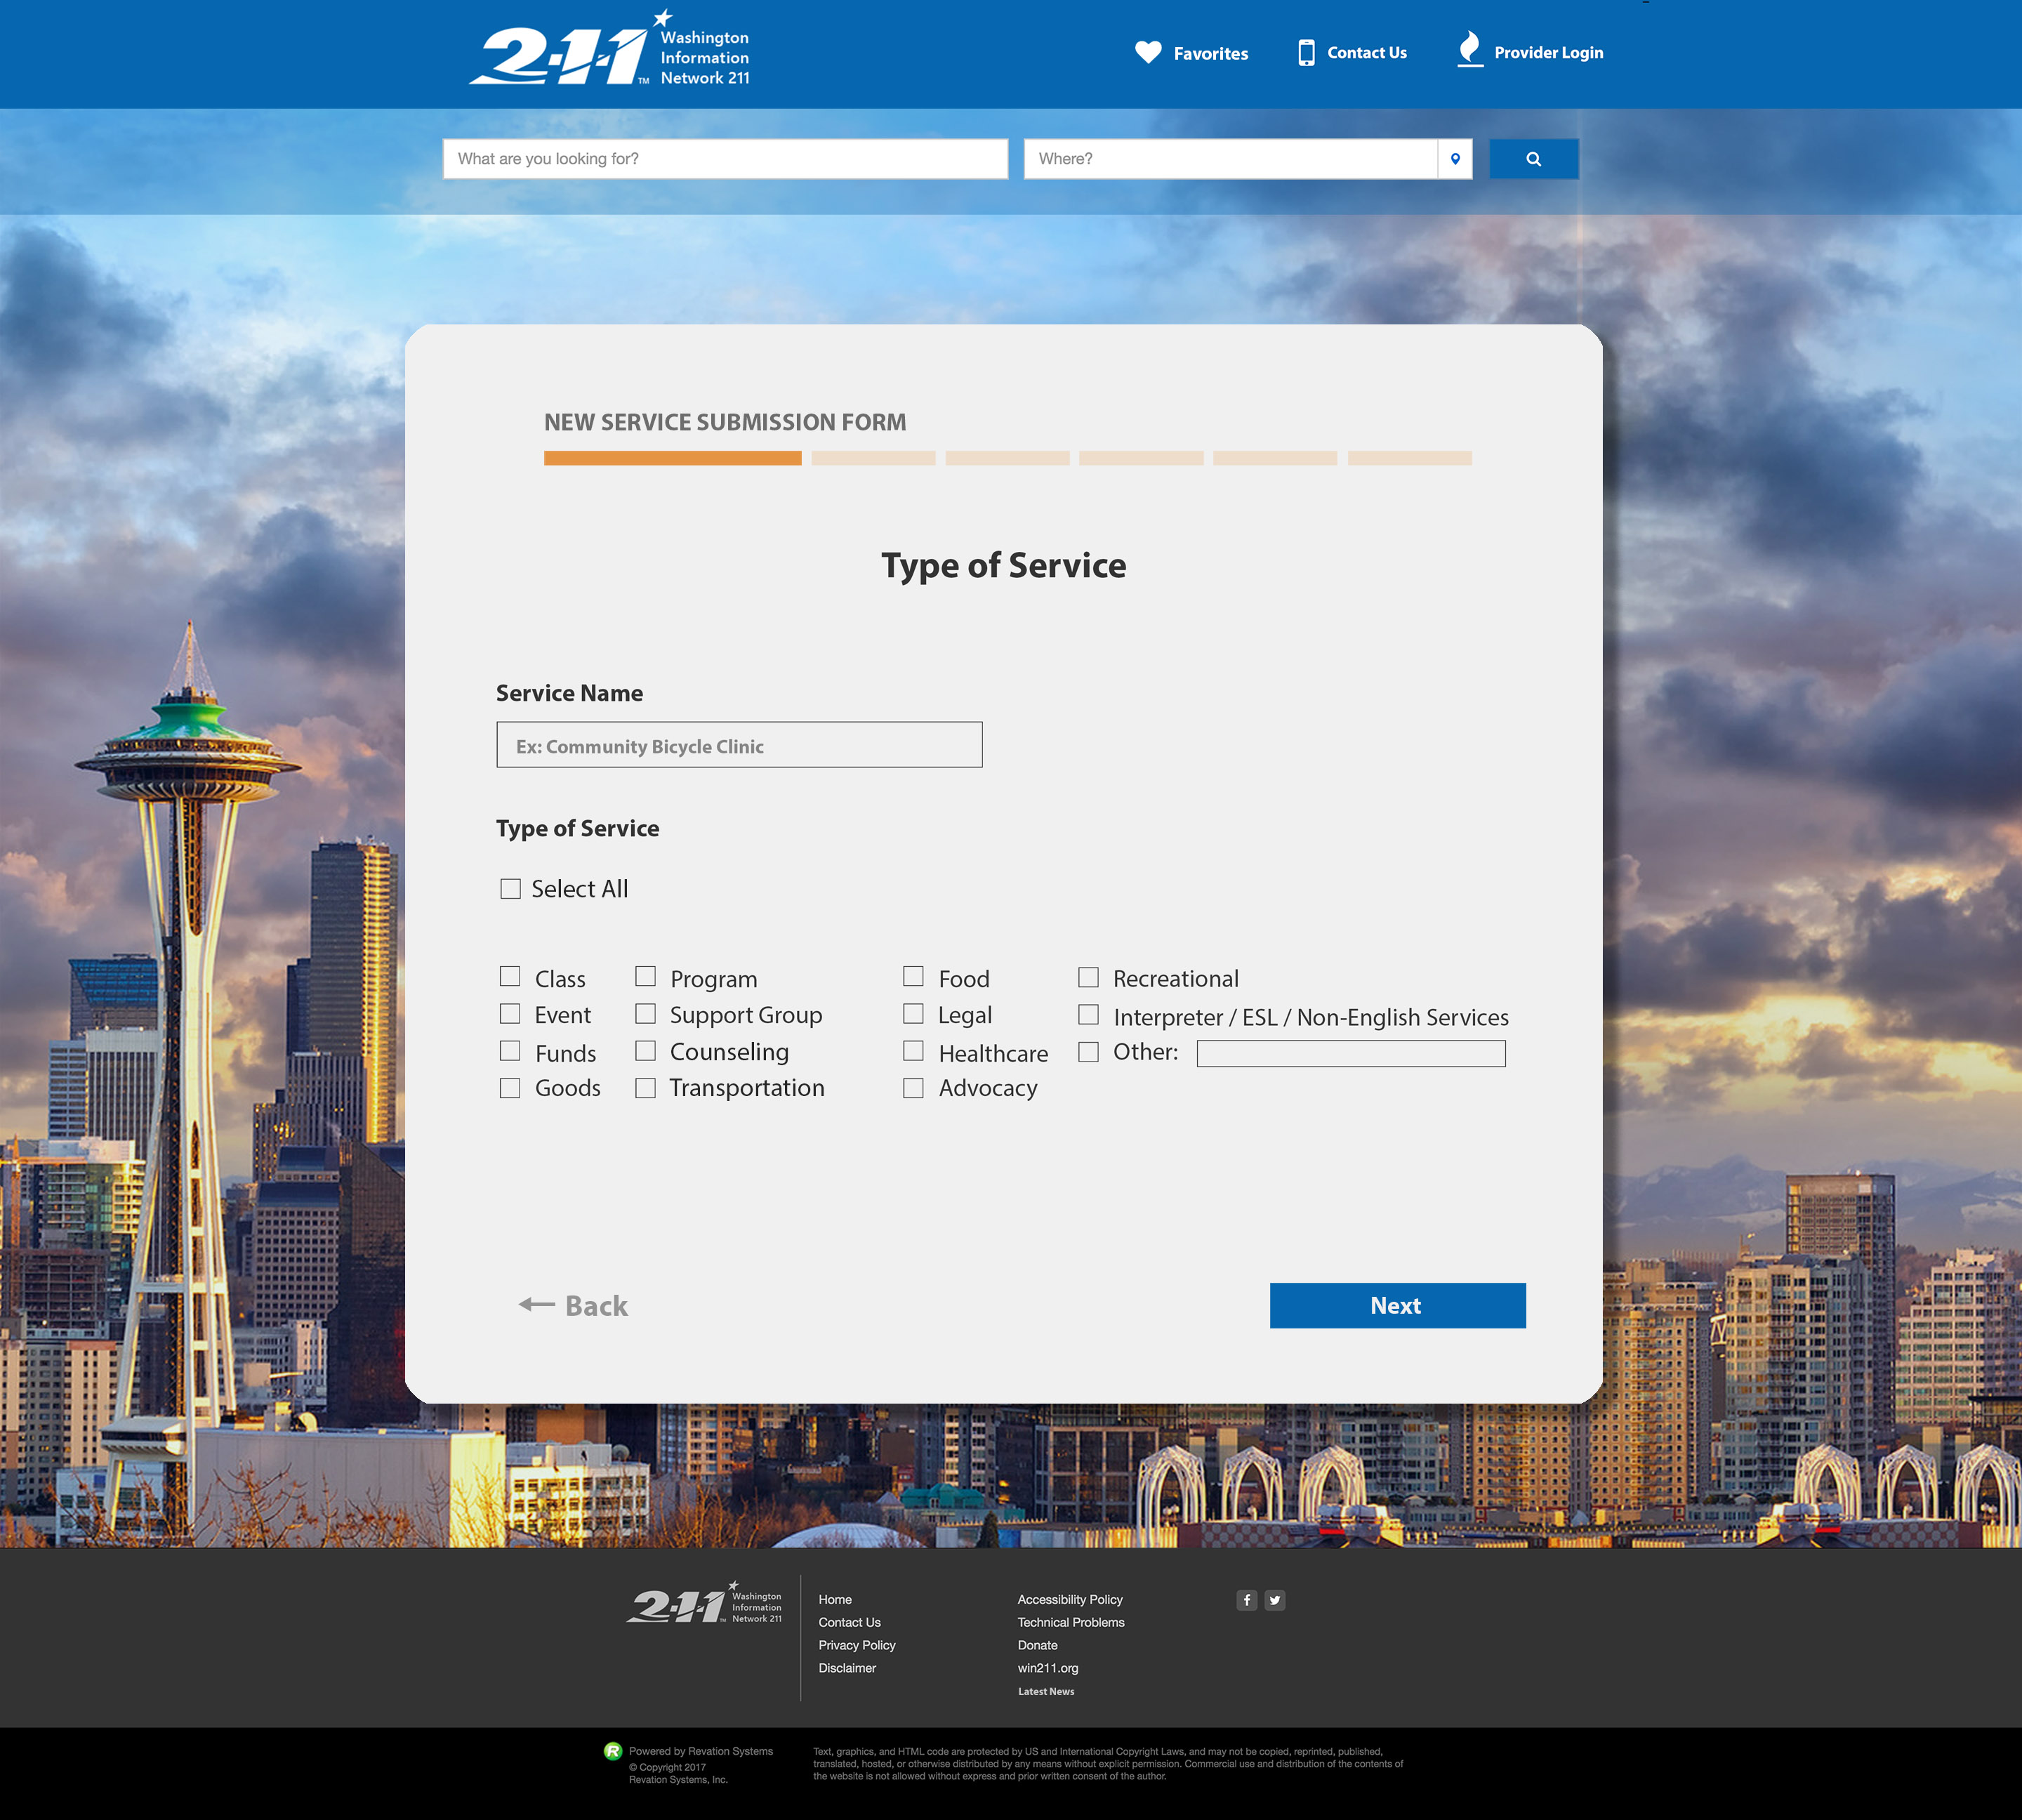 2-1-1 TM
Washington
Information
Network 211
Favorites
Contact Us
Provider Login
What are you looking for?
Where?
NEW SERVICE SUBMISSION FORM
Type of Service
Service Name
Ex: Community Bicycle Clinic
Type of Service
Select All
Class
Event
Funds
Goods
Program
Support Group
Counseling
Transportation
Food
Legal
Healthcare
Advocacy
Recreational
Interpreter / ESL / Non-English Services
Other:
Back
Next
2-1-1 TM
Washington
Information
Network 211
Home
Contact Us
Privacy Policy
Disclaimer
Accessibility Policy
Technical Problems
Donate
win211.org
Latest News
f
R
Powered by Revation Systems
© Copyright 2017
Revation Systems, Inc.
Text, graphics, and HTML code are protected by US and International Copyright Laws, and may not be copied, reprinted, published,
translated, hosted, or otherwise distributed by any means without explicit permission. Commercial use and distribution of the contents of
the website is not allowed without express and prior written consent of the author.